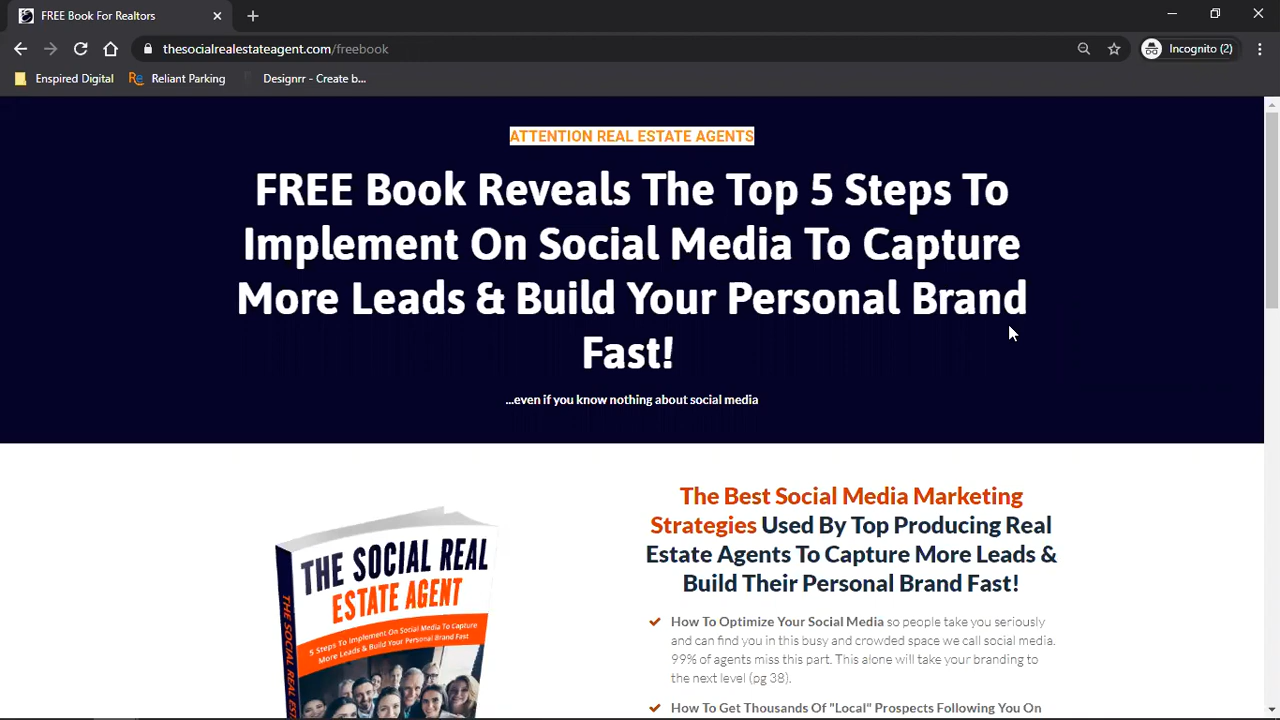 FREE Book For Realtors
thesocialrealestateagent.com/freebook
Incognito (2)
Enspired Digital
Re Reliant Parking
Designrr - Create b...
ATTENTION REAL ESTATE AGENTS
FREE Book Reveals The Top 5 Steps To
Implement On Social Media To Capture
More Leads & Build Your Personal Brand
Fast!
...even if you know nothing about social media
THE SOCIAL REAL
ESTATE AGENT
5 Steps To Implement On Social Media To Capture
More Leads & Build Your Personal Brand Fast
THE SOCIAL REAL ESTATE
The Best Social Media Marketing
Strategies Used By Top Producing Real
Estate Agents To Capture More Leads &
Build Their Personal Brand Fast!
How To Optimize Your Social Media so people take you seriously
and can find you in this busy and crowded space we call social media.
99% of agents miss this part. This alone will take your branding to
the next level (pg 38).
How To Get Thousands Of "Local" Prospects Following You On